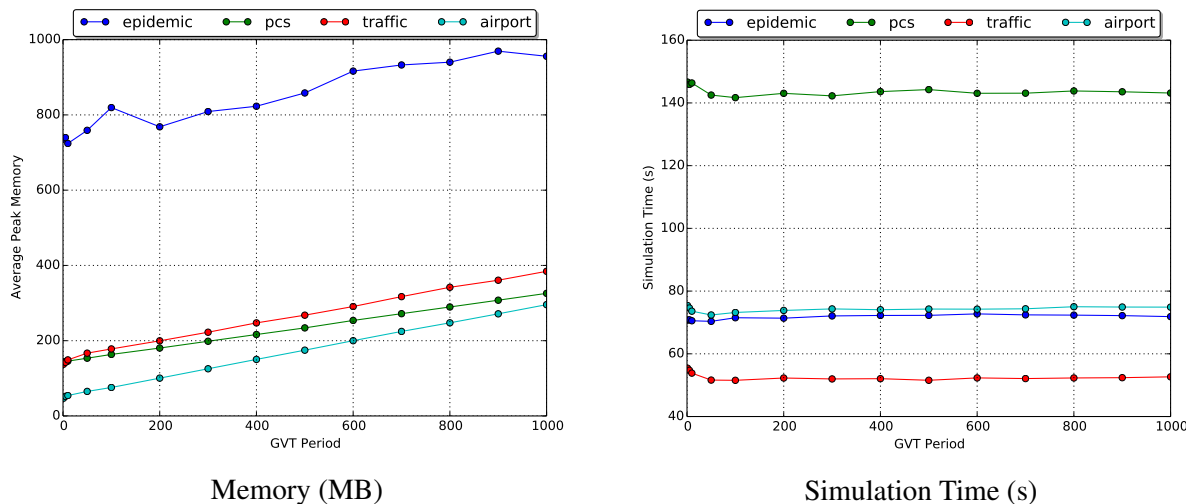 epidemic pcs traffic airport
1000
800
600
400
200
0
Average Peak Memory
0 200 400 600 800 1000
GVT Period
Memory (MB)
epidemic pcs traffic airport
160
140
120
100
80
60
40
Simulation Time (s)
0 200 400 600 800 1000
GVT Period
Simulation Time (s)